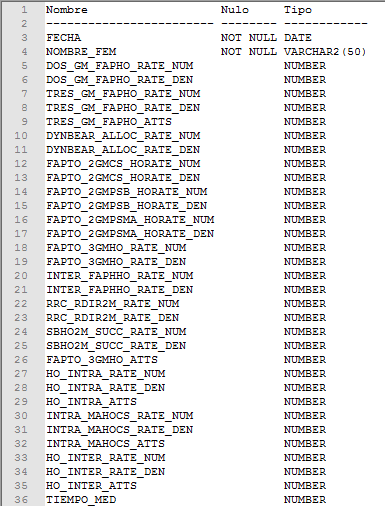 1 Nombre Nulo Tipo
2 ------------------------ -------- ------------
3 FECHA NOT NULL DATE
4 NOMBRE_FEM NOT NULL VARCHAR2(50)
5 DOS_GM_FAPHO_RATE_NUM NUMBER
6 DOS_GM_FAPHO_RATE_DEN NUMBER
7 TRES_GM_FAPHO_RATE_NUM NUMBER
8 TRES_GM_FAPHO_RATE_DEN NUMBER
9 TRES_GM_FAPHO_ATTS NUMBER
10 DYNBEAR_ALLOC_RATE_NUM NUMBER
11 DYNBEAR_ALLOC_RATE_DEN NUMBER
12 FAPTO_2GMCS_HORATE_NUM NUMBER
13 FAPTO_2GMCS_HORATE_DEN NUMBER
14 FAPTO_2GMPSB_HORATE_NUM NUMBER
15 FAPTO_2GMPSB_HORATE_DEN NUMBER
16 FAPTO_2GMPSMA_HORATE_NUM NUMBER
17 FAPTO_2GMPSMA_HORATE_DEN NUMBER
18 FAPTO_3GMHO_RATE_NUM NUMBER
19 FAPTO_3GMHO_RATE_DEN NUMBER
20 INTER_FAPHHO_RATE_NUM NUMBER
21 INTER_FAPHHO_RATE_DEN NUMBER
22 RRC_RDIR2M_RATE_NUM NUMBER
23 RRC_RDIR2M_RATE_DEN NUMBER
24 SBHO2M_SUCC_RATE_NUM NUMBER
25 SBHO2M_SUCC_RATE_DEN NUMBER
26 FAPTO_3GMHO_ATTS NUMBER
27 HO_INTRA_RATE_NUM NUMBER
28 HO_INTRA_RATE_DEN NUMBER
29 HO_INTRA_ATTS NUMBER
30 INTRA_MAHOCS_RATE_NUM NUMBER
31 INTRA_MAHOCS_RATE_DEN NUMBER
32 INTRA_MAHOCS_ATTS NUMBER
33 HO_INTER_RATE_NUM NUMBER
34 HO_INTER_RATE_DEN NUMBER
35 HO_INTER_ATTS NUMBER
36 TIEMPO_MED NUMBER